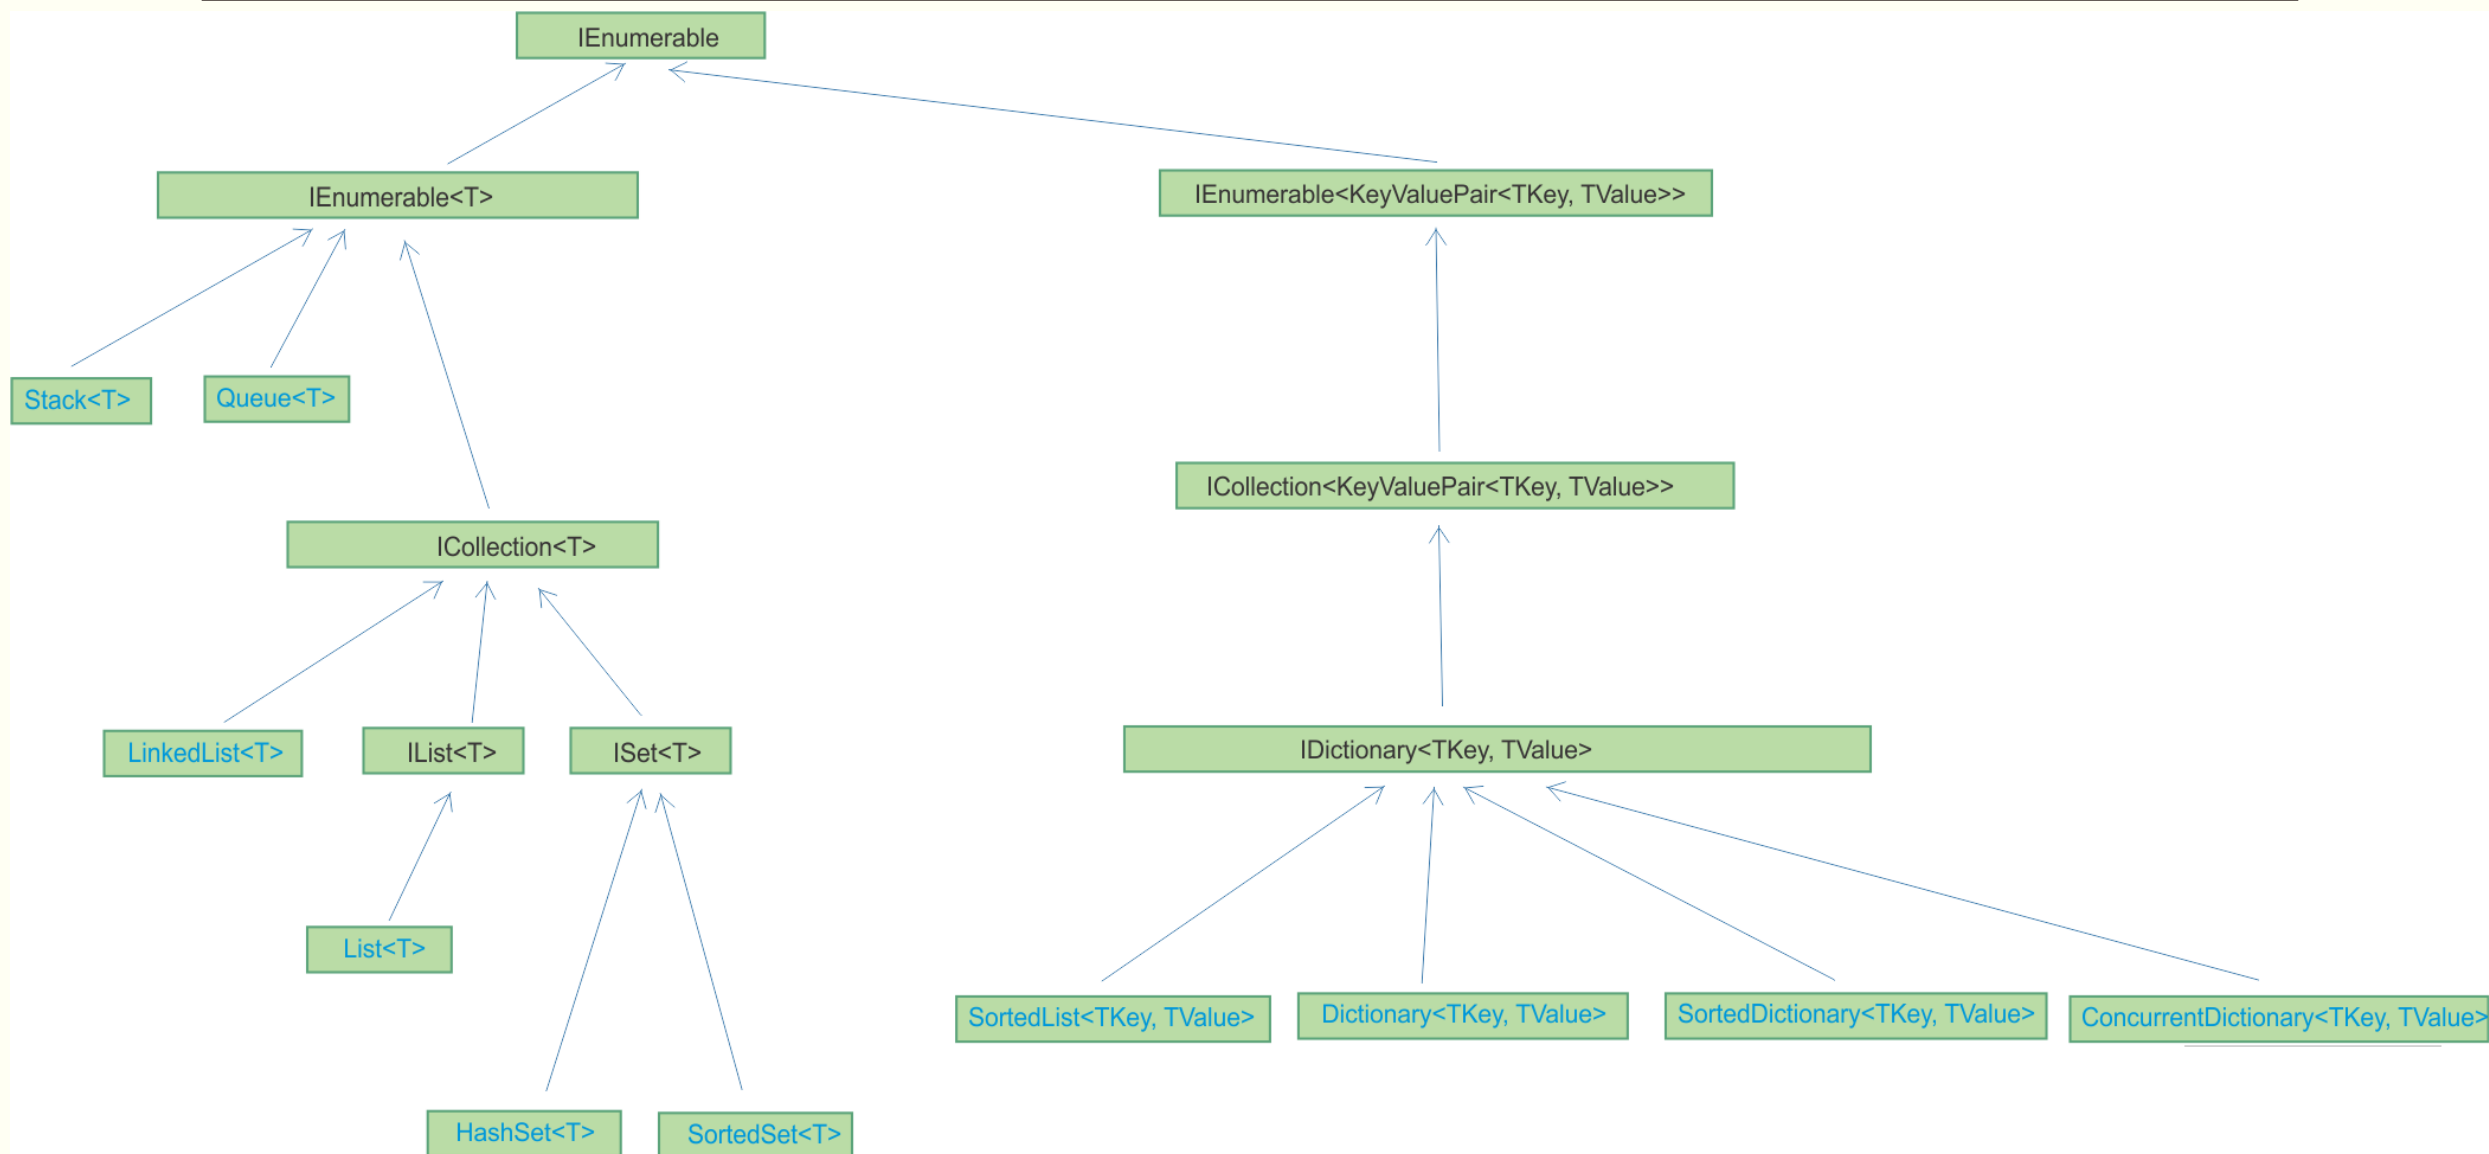 IEnumerable
IEnumerable<T>
IEnumerable<KeyValuePair<TKey, TValue>>
Stack<T>
Queue<T>
ICollection<KeyValuePair<TKey, TValue>>
ICollection<T>
LinkedList<T>
IList<T>
ISet<T>
IDictionary<TKey, TValue>
List<T>
SortedList<TKey, TValue>
Dictionary<TKey, TValue>
SortedDictionary<TKey, TValue>
ConcurrentDictionary<TKey, TValue>
HashSet<T>
SortedSet<T>